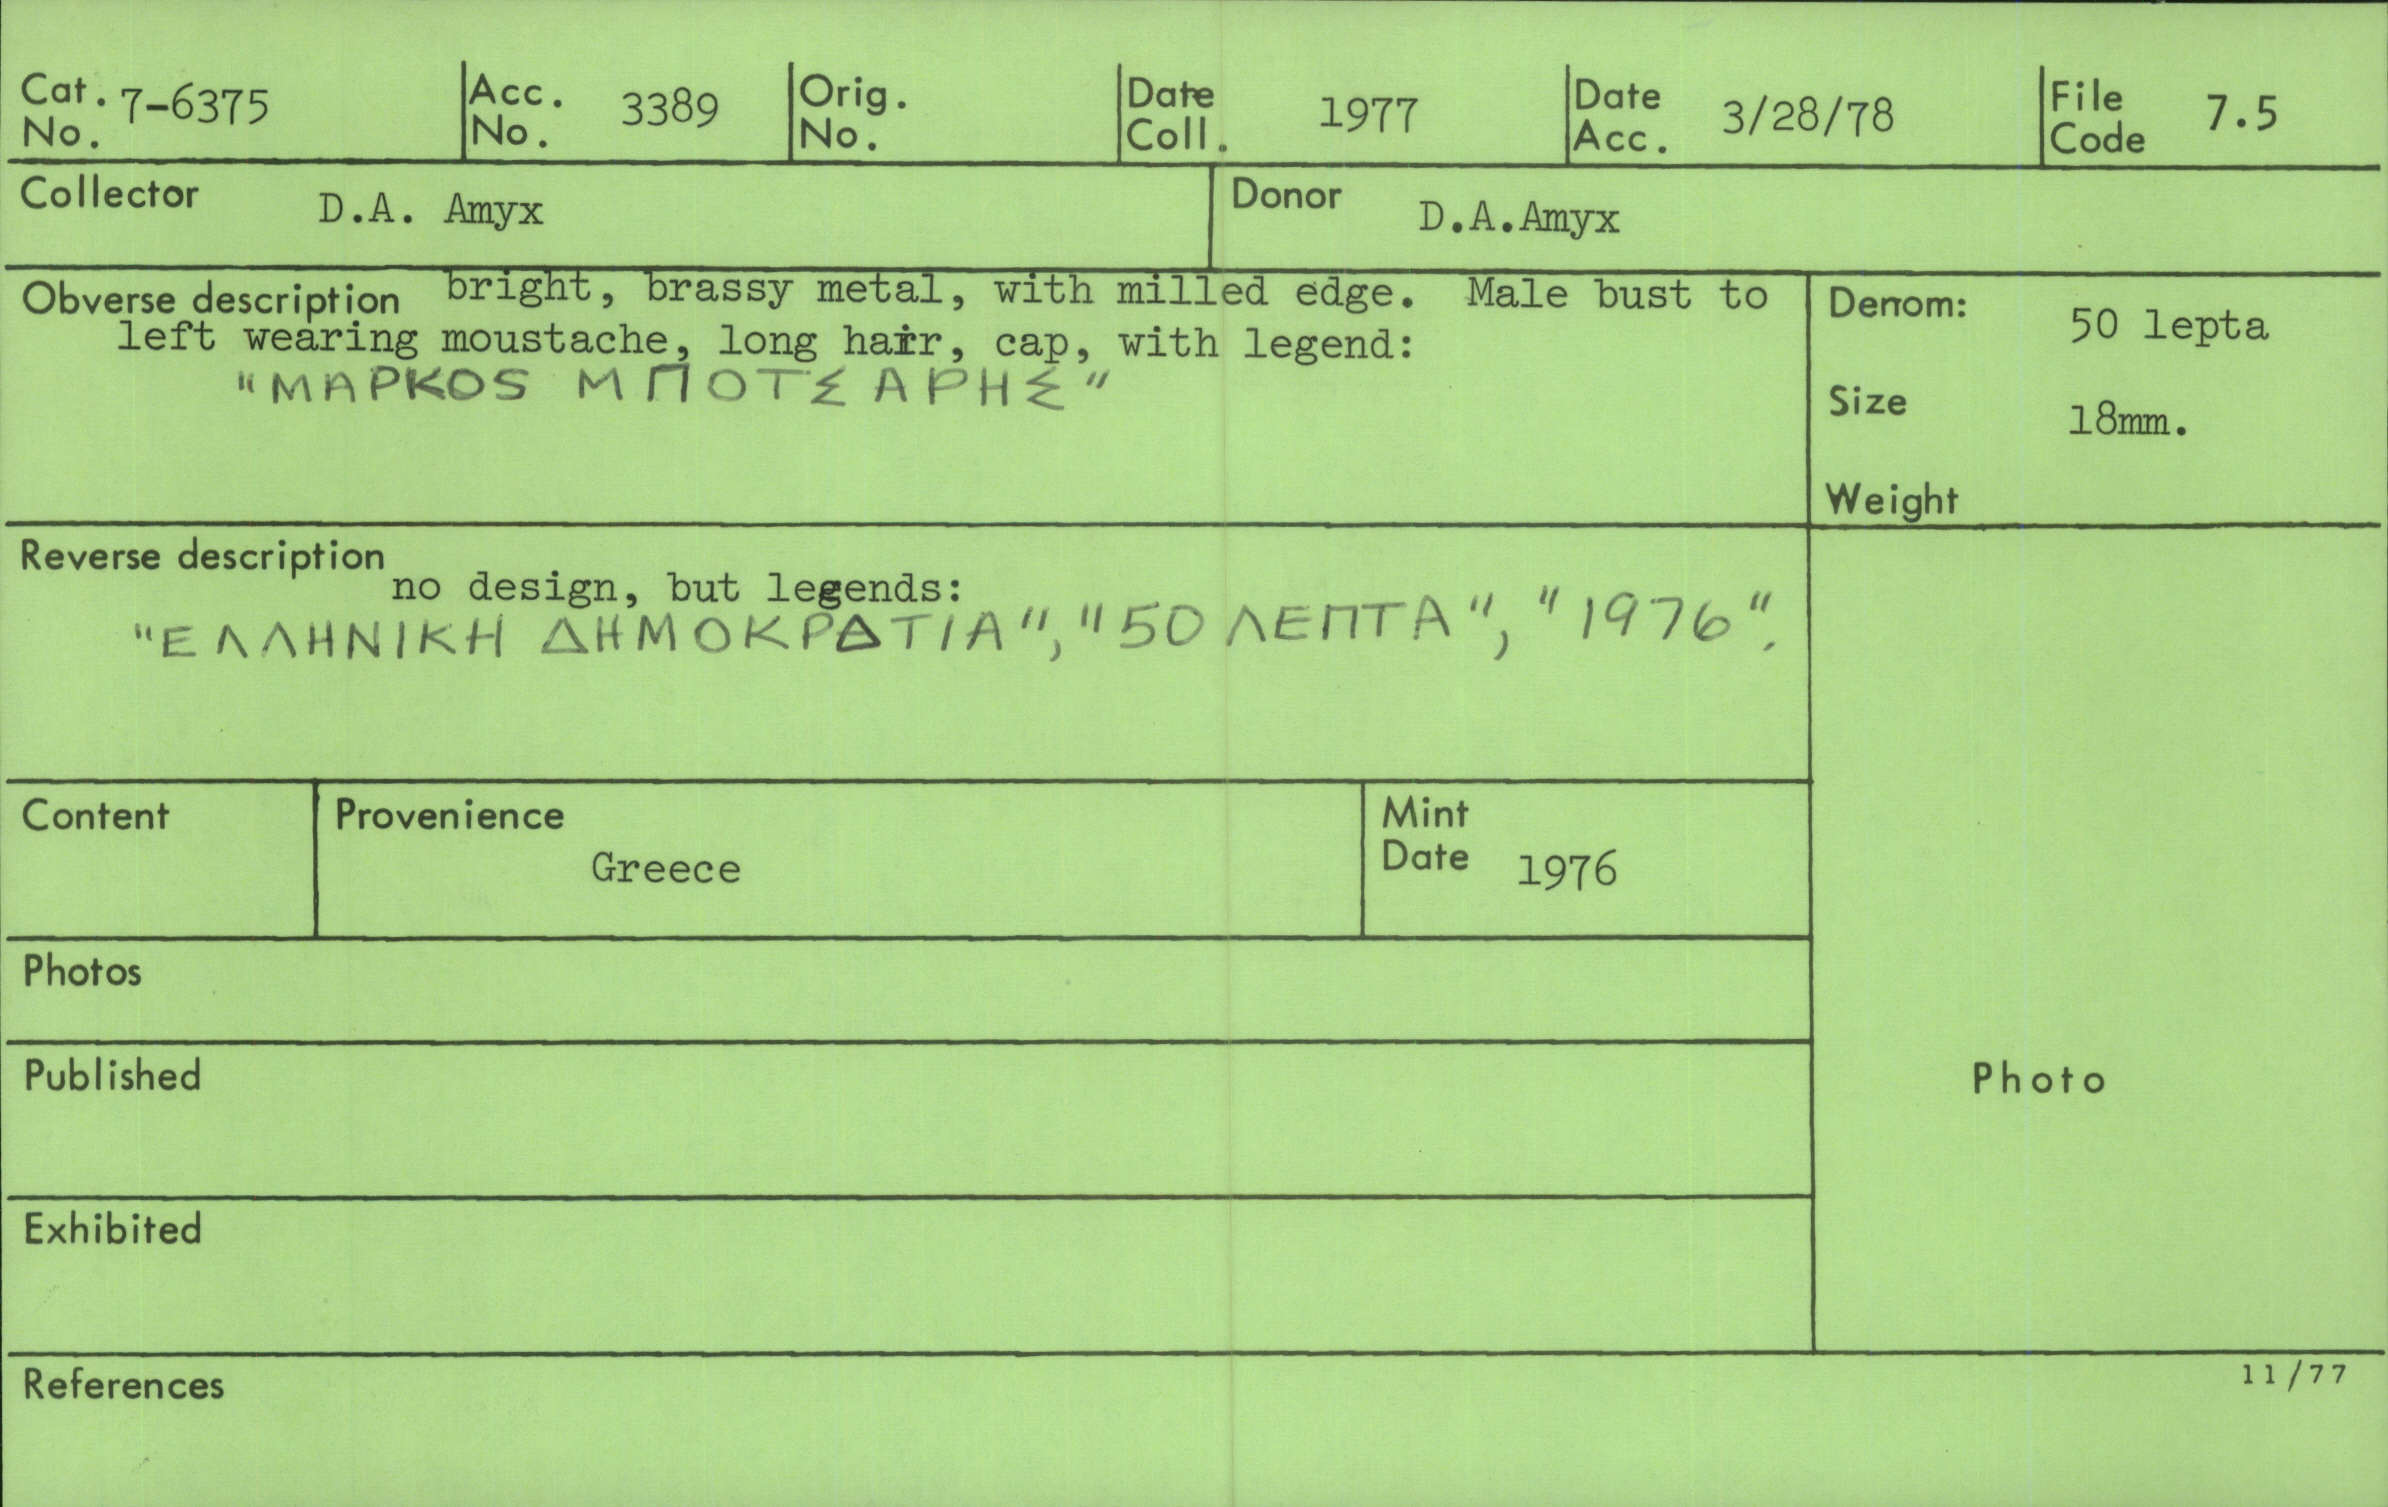 Cat. No. 7-6375 Acc. No. 3389 Orig. No. Date Coll. 1977 Date Acc. 3/28/78 File Code 7.5
Collector D.A. Amyx Donor D.A.Amyx
Obverse description bright, brassy metal, with milled edge. Male bust to
left wearing moustache, long hair, cap, with legend:
"ΜΑΡΚΟS ΜΠΟΤΣΑΡΗΣ"
Denom: 50 lepta
Size 18mm.
Weight
Reverse description
no design, but legends:
"ΕΛΛΗΝΙΚΗ ΔΗΜΟΚΡΑΤΙΑ", "50 ΛΕΠΤΑ", "1976".
Content Provenience Greece Mint Date 1976
Photos
Published
Photo
Exhibited
References
11/77